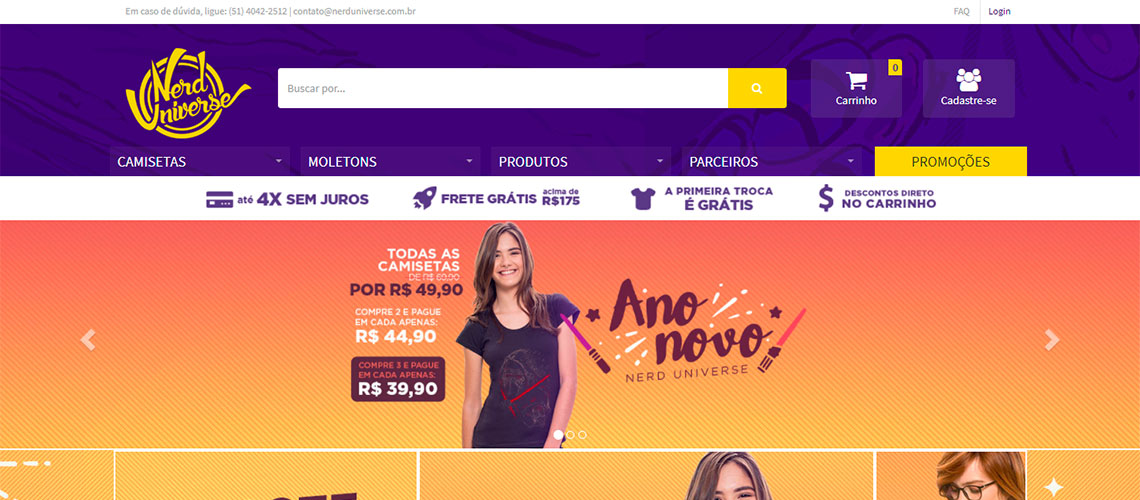 Em caso de dúvida, ligue: (51) 4042-2512 | contato@nerduniverse.com.br
FAQ
Login
Nerd
Universe
Buscar por...
0
Carrinho
Cadastre-se
CAMISETAS
MOLETONS
PRODUTOS
PARCEIROS
PROMOÇÕES
até 4X SEM JUROS
FRETE GRÁTIS acima de
R$175
A PRIMEIRA TROCA
É GRÁTIS
DESCONTOS DIRETO
NO CARRINHO
TODAS AS
CAMISETAS
DE R$ 69,90
POR R$ 49,90
COMPRE 2 E PAGUE
EM CADA APENAS:
R$ 44,90
COMPRE 3 E PAGUE
EM CADA APENAS:
R$ 39,90
Ano
novo
NERD UNIVERSE